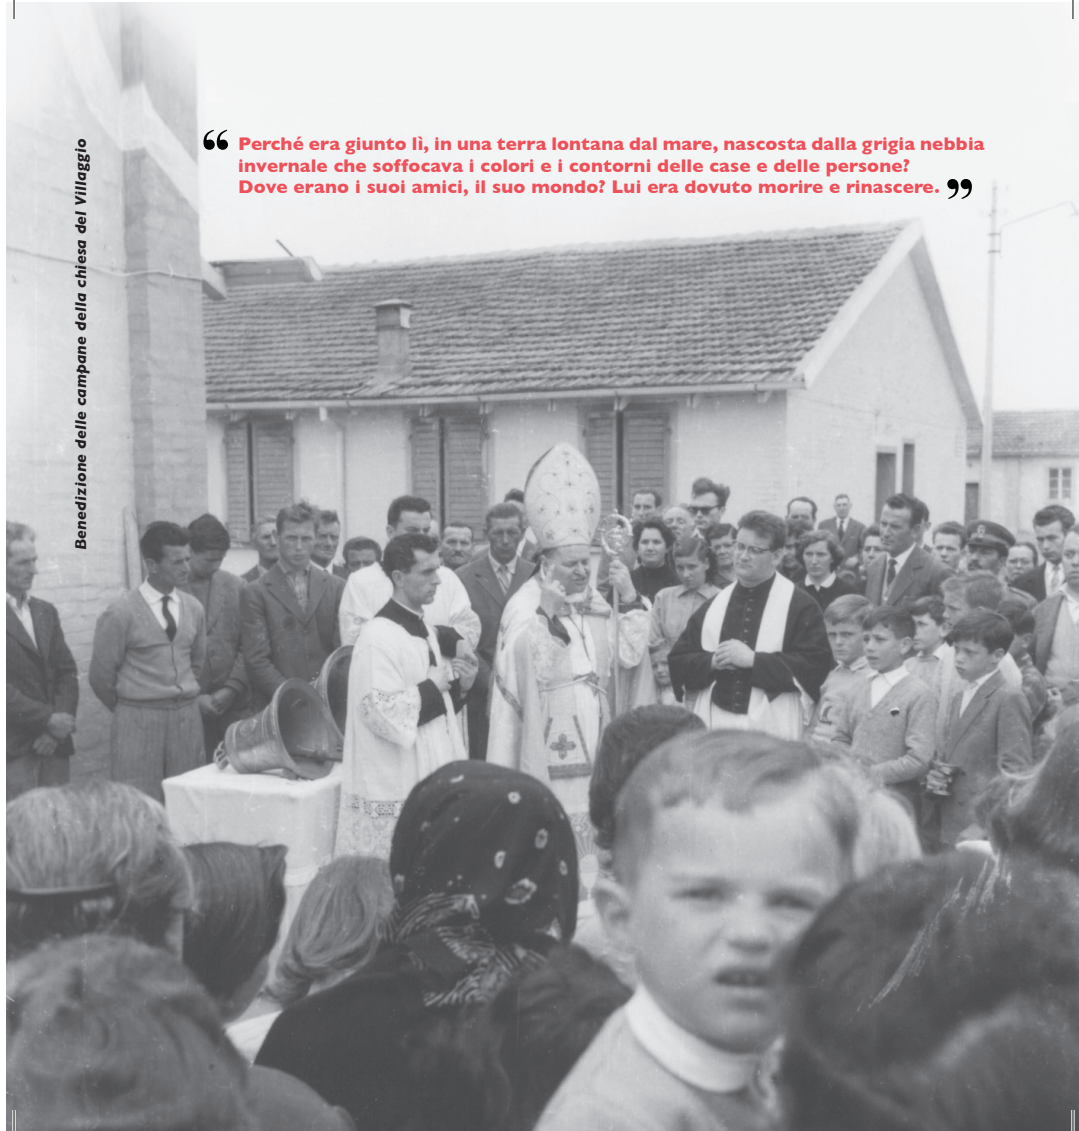 “ Perché era giunto lì, in una terra lontana dal mare, nascosta dalla grigia nebbia
invernale che soffocava i colori e i contorni delle case e delle persone?
Dove erano i suoi amici, il suo mondo? Lui era dovuto morire e rinascere. ”
Benedizione delle campane della chiesa del Villaggio